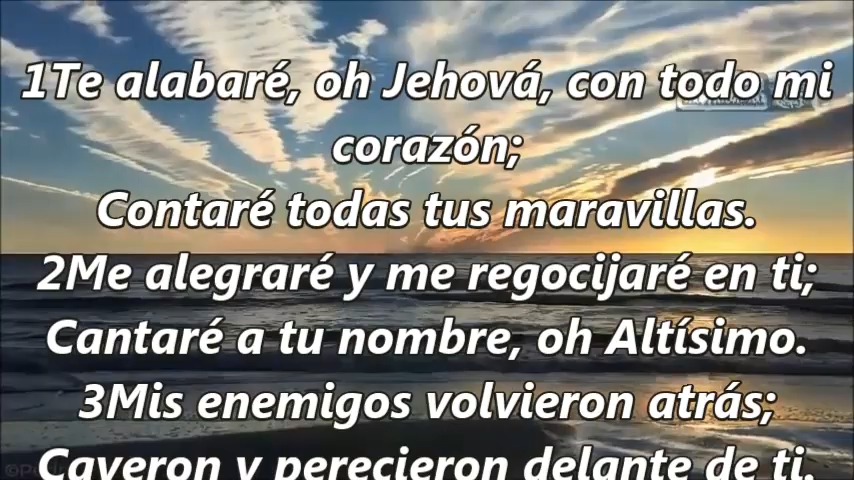 1Te alabaré, oh Jehová, con todo mi
corazón;
Contaré todas tus maravillas.
2Me alegraré y me regocijaré en ti;
Cantaré a tu nombre, oh Altísimo.
3Mis enemigos volvieron atrás;
Cayeron y perecieron delante de ti.